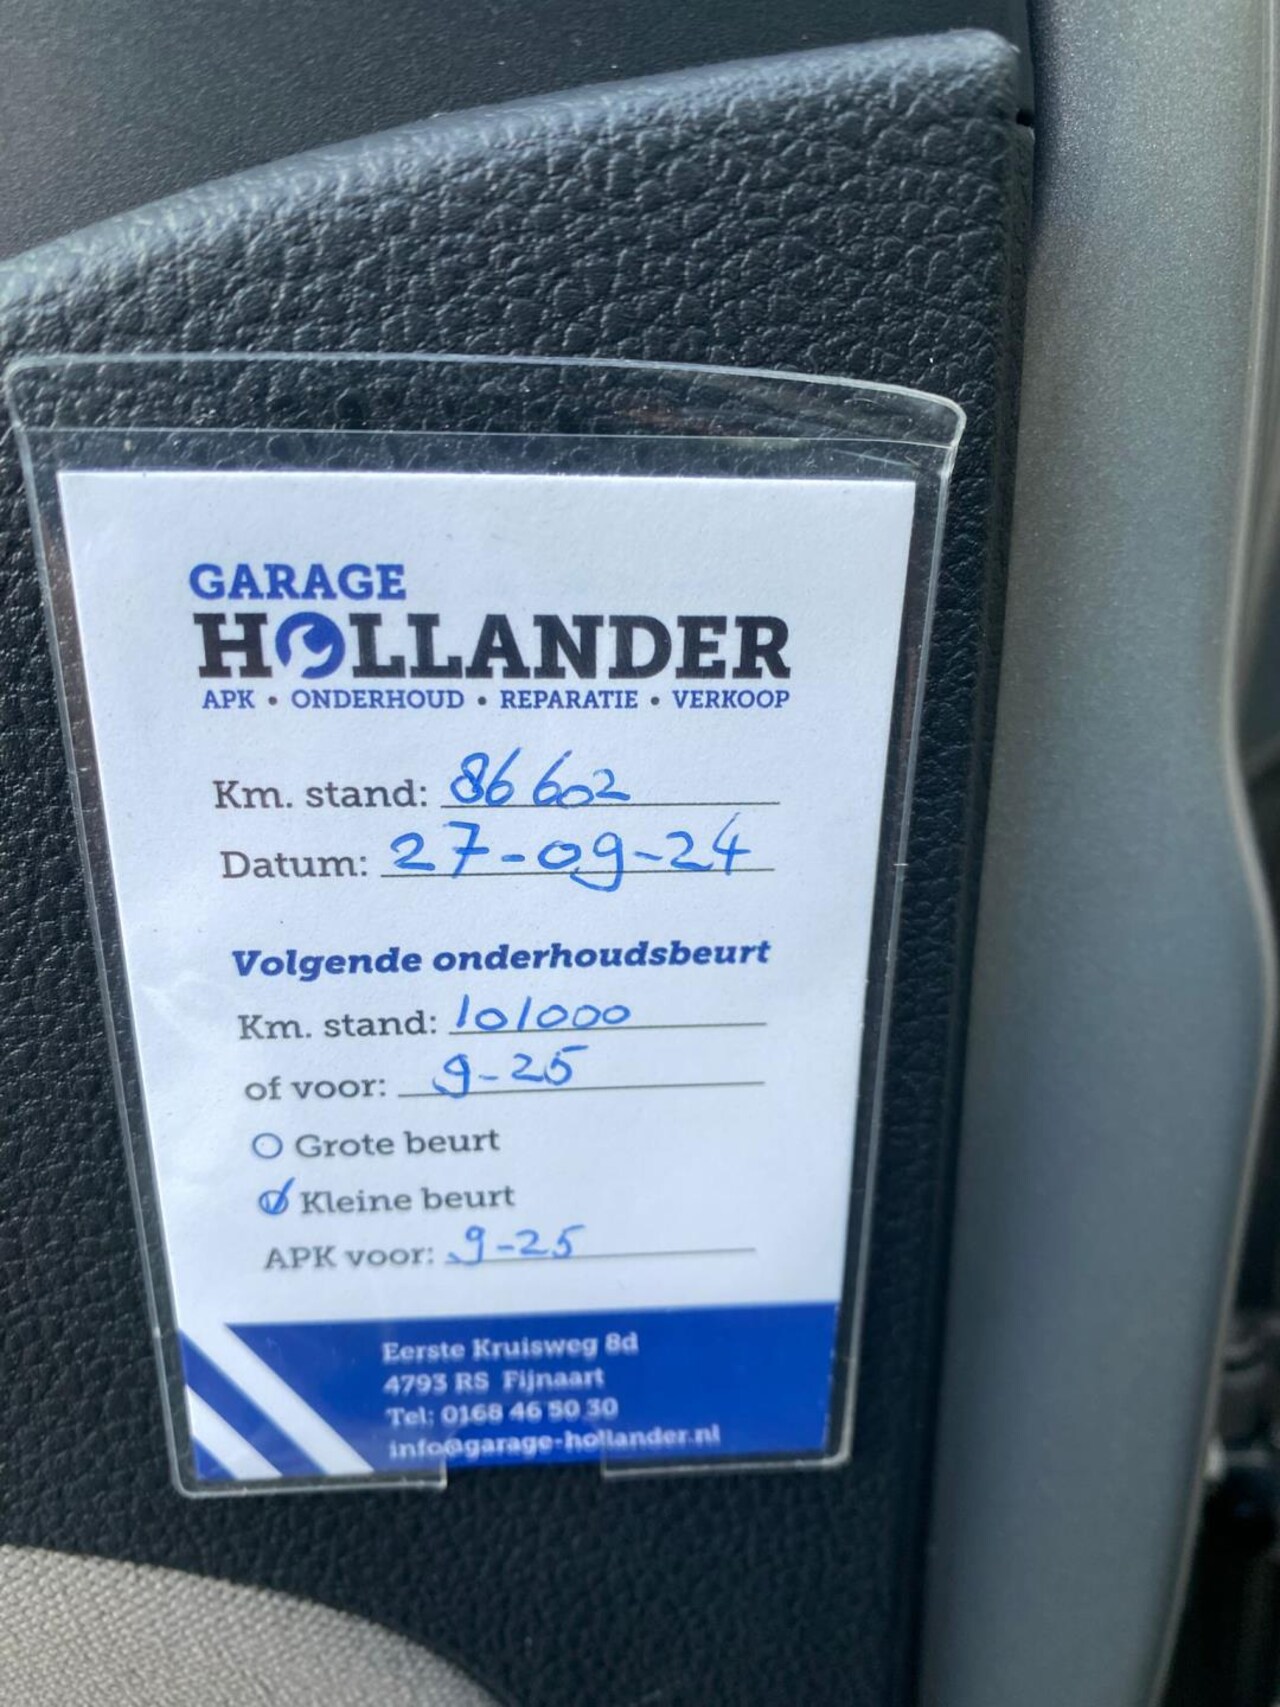 GARAGE
HOLLANDER
APK • ONDERHOUD • REPARATIE • VERKOOP
Km. stand: 86 602
Datum: 27-09-24
Volgende onderhoudsbeurt
Km. stand: 101000
of voor: 9-25
Grote beurt
Kleine beurt
APK voor: 9-25
Eerste Kruisweg 8d
4793 RS Fijnaart
Tel: 0168 46 50 30
info@garage-hollander.nl